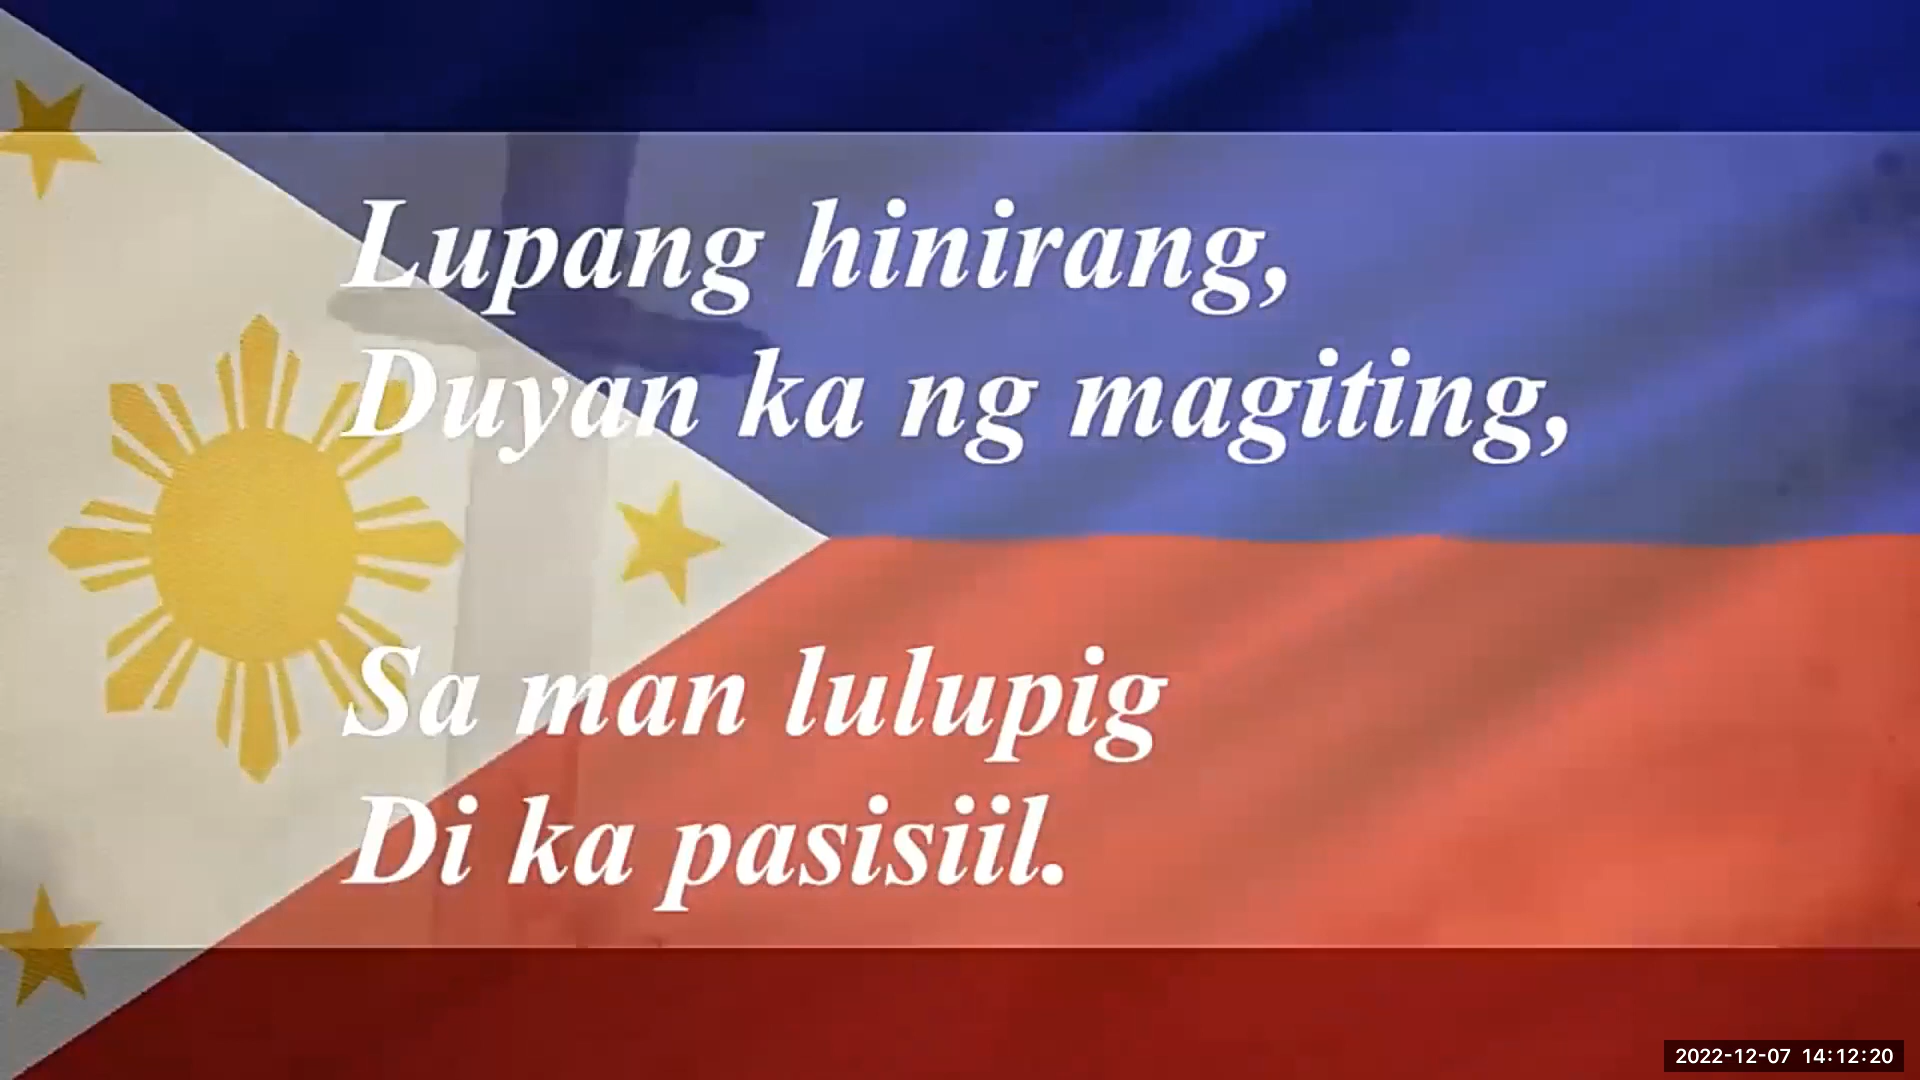 Lupang hinirang,
Duyan ka ng magiting,
Sa man lulupig
Di ka pasisiil.
2022-12-07 14:12:20